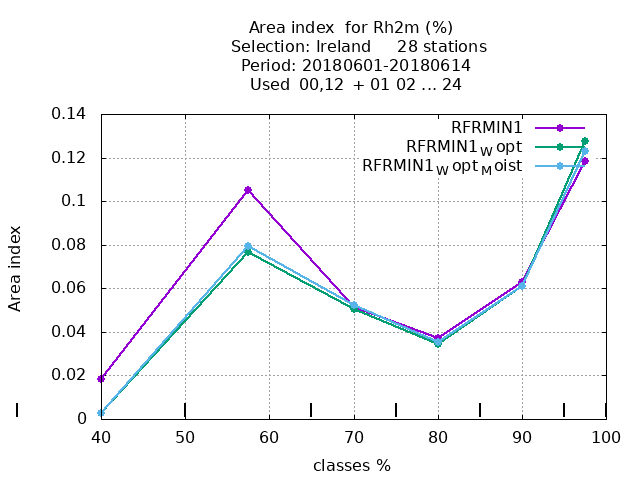 Area index for Rh2m (%)
Selection: Ireland 28 stations
Period: 20180601-20180614
Used 00,12 + 01 02 ... 24
RFRMIN1
RFRMIN1_W opt
RFRMIN1_W opt_M oist
0.14
0.12
0.1
0.08
0.06
0.04
0.02
0
Area index
40 50 60 70 80 90 100
classes %